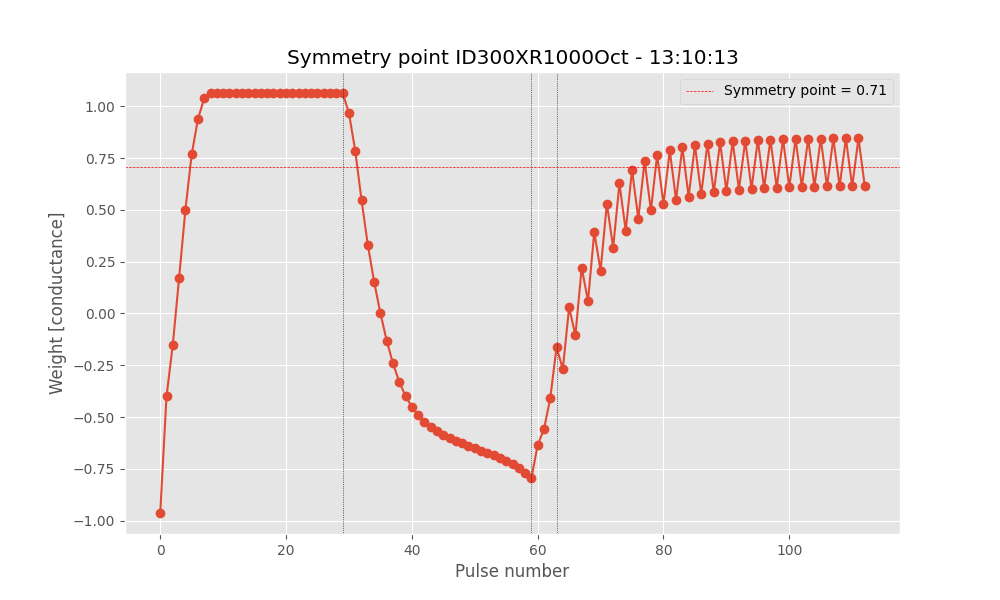 Symmetry point ID300XR1000Oct - 13:10:13
Symmetry point = 0.71
Weight [conductance]
1.00
0.75
0.50
0.25
0.00
−0.25
−0.50
−0.75
−1.00
0 20 40 60 80 100
Pulse number